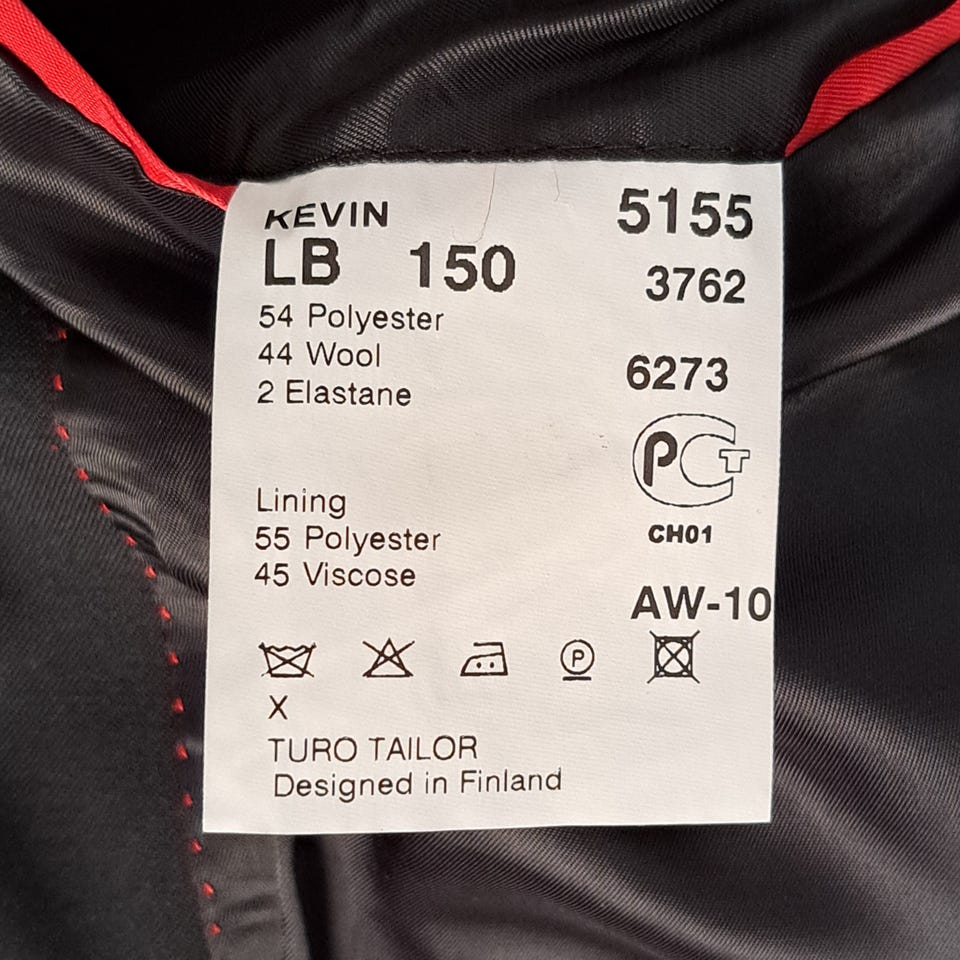 KEVIN 5155
LB 150 3762
54 Polyester
44 Wool 6273
2 Elastane
PCT
Lining CH01
55 Polyester
45 Viscose AW-10
P
X
TURO TAILOR
Designed in Finland